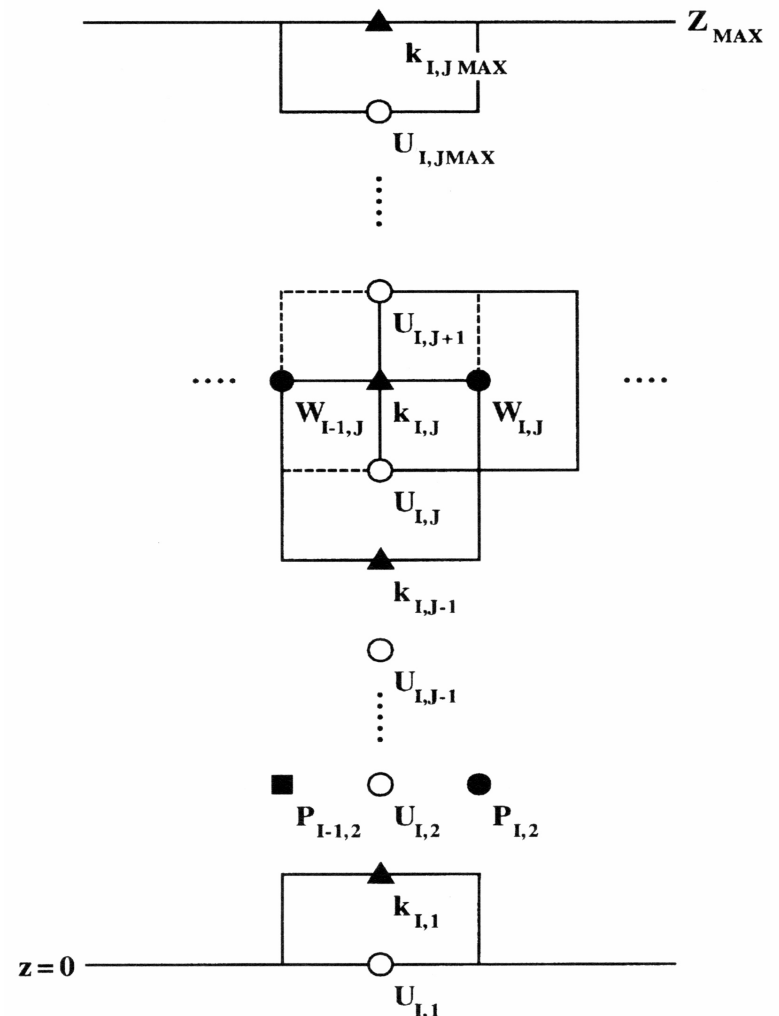 Z MAX
k I,J MAX
U I,JMAX
U I,J+1
W I-1,J k I,J W I,J
U I,J
k I,J-1
U I,J-1
P I-1,2 U I,2 P I,2
k I,1
z = 0
U I,1